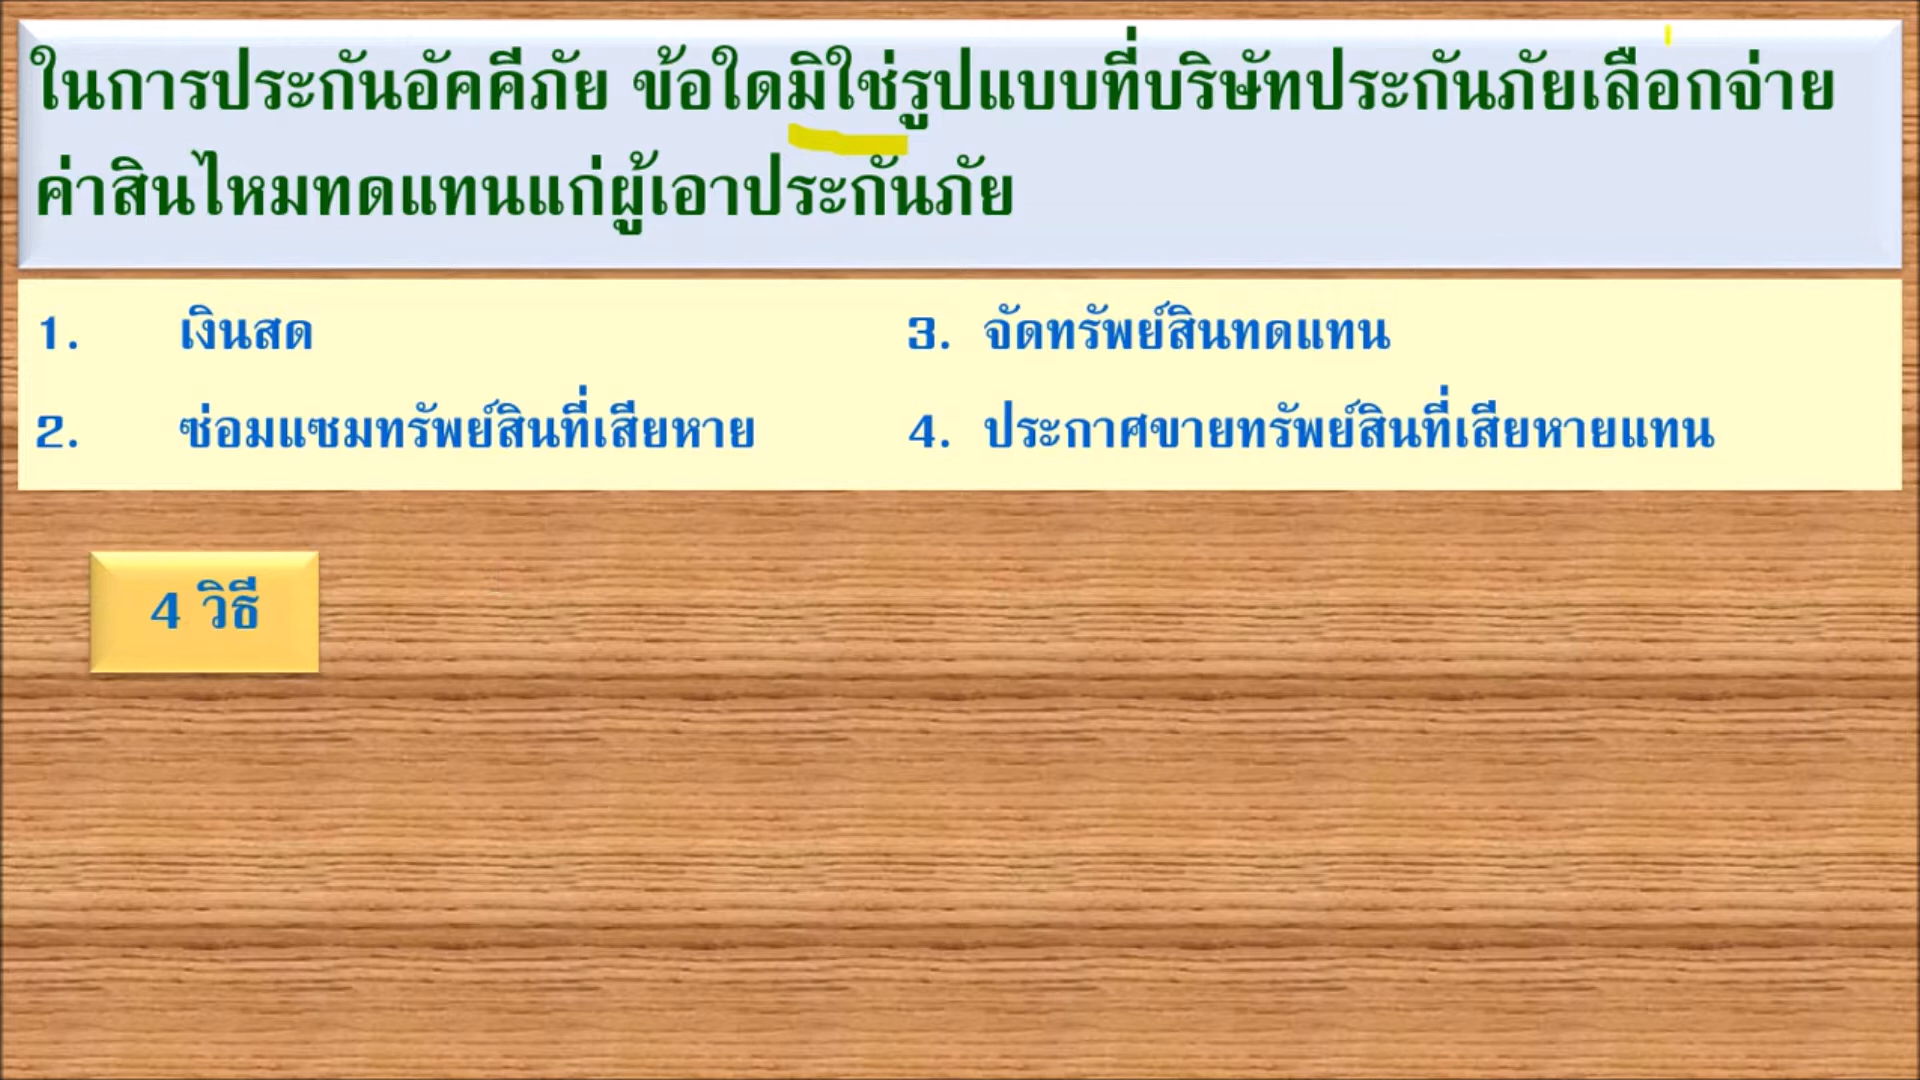 ในการประกันอัคคีภัย ข้อใดมิใช่รูปแบบที่บริษัทประกันภัยเลือกจ่าย
ค่าสินไหมทดแทนแก่ผู้เอาประกันภัย
1. เงินสด
2. ซ่อมแซมทรัพย์สินที่เสียหาย
3. จัดทรัพย์สินทดแทน
4. ประกาศขายทรัพย์สินที่เสียหายแทน
4 วิธี